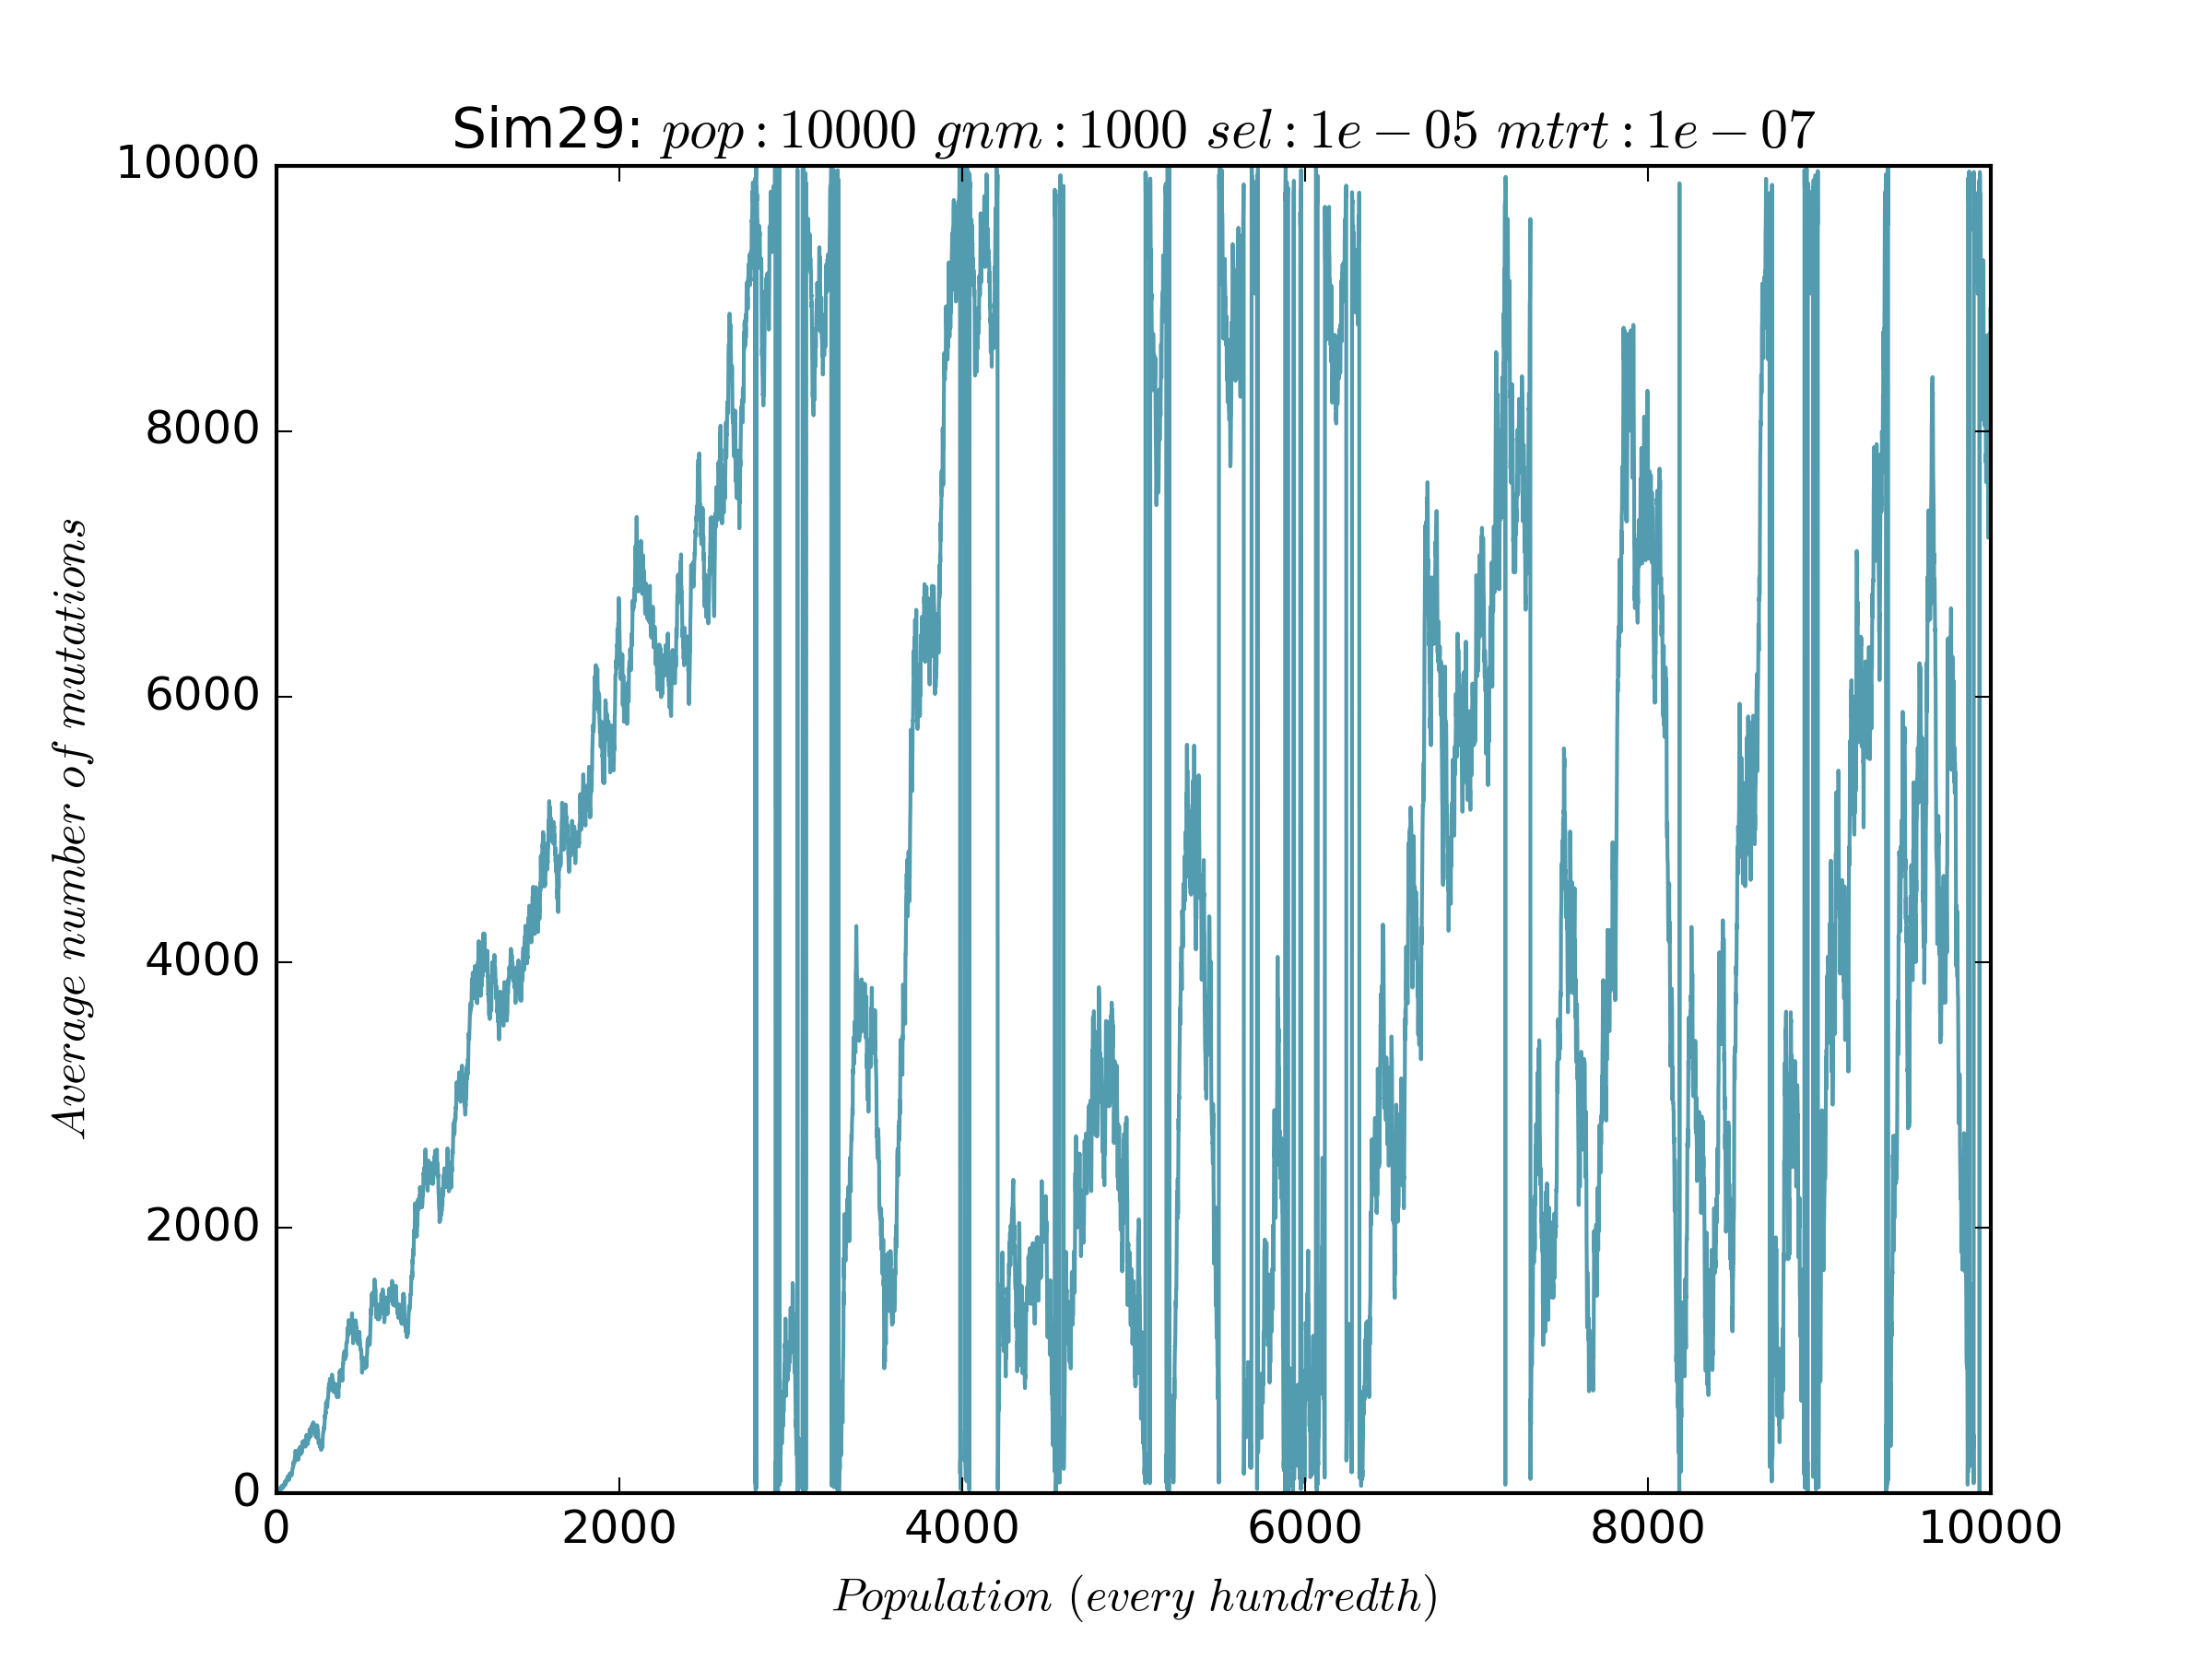 Sim29: pop : 10000 gnm : 1000 sel : 1e − 05 mtrt : 1e − 07
10000
8000
6000
4000
2000
0
Average number of mutations
0 2000 4000 6000 8000 10000
Population (every hundredth)